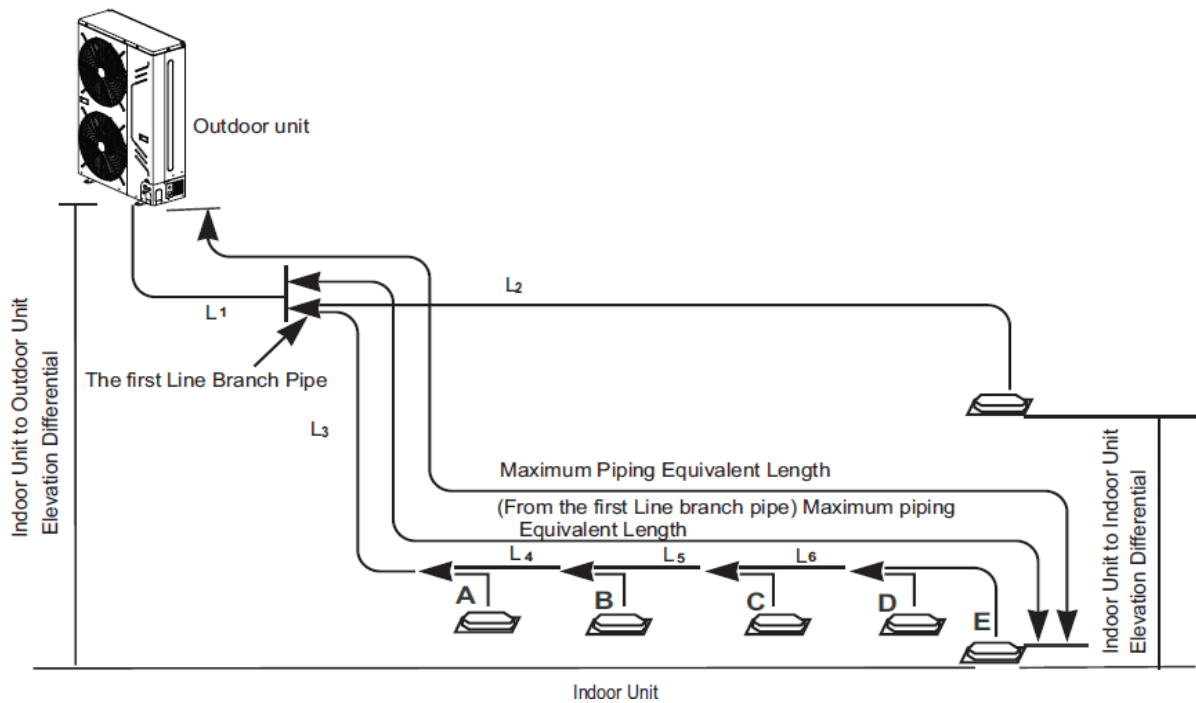 Outdoor unit
L1
L2
The first Line Branch Pipe
L3
Indoor Unit to Outdoor Unit
Elevation Differential
Maximum Piping Equivalent Length
(From the first Line branch pipe) Maximum piping
Equivalent Length
L4
L5
L6
A
B
C
D
E
Indoor Unit to Indoor Unit
Elevation Differential
Indoor Unit